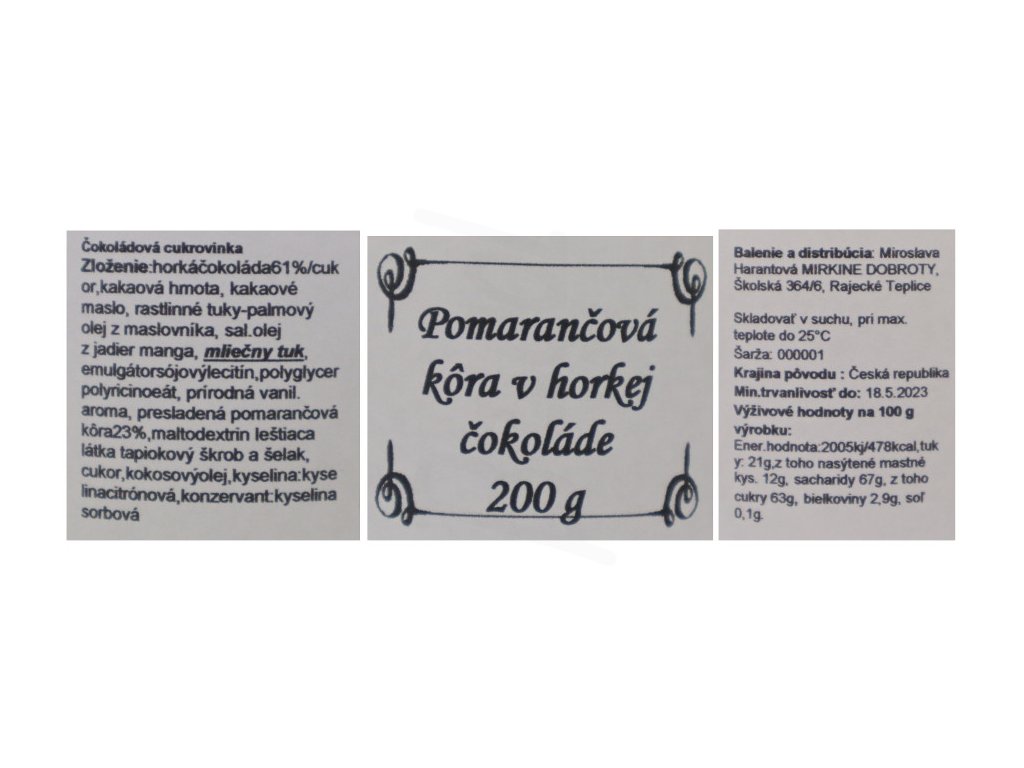 Čokoládová cukrovinka
Zloženie:horkáčokoláda61%/cuk
or,kakaová hmota, kakaové
maslo, rastlinné tuky-palmový
olej z maslovníka, sal.olej
z jadier manga, mliečny tuk,
emulgátorsójovýlecitín,polyglycer
polyricinoeát, prírodná vanil.
aroma, presladená pomarančová
kôra23%,maltodextrin leštiaca
látka tapiokový škrob a šelak,
cukor,kokosovýolej,kyselina:kyse
linacitrónová,konzervant:kyselina
sorbová
Pomarančová
kôra v horkej
čokoláde
200 g
Balenie a distribúcia: Miroslava
Harantová MIRKINE DOBROTY,
Školská 364/6, Rajecké Teplice
Skladovať v suchu, pri max.
teplote do 25°C
Šarža: 000001
Krajina pôvodu : Česká republika
Min.trvanlivosť do: 18.5.2023
Výživové hodnoty na 100 g
výrobku:
Ener.hodnota:2005kj/478kcal,tuk
y: 21g,z toho nasýtené mastné
kys. 12g, sacharidy 67g, z toho
cukry 63g, bielkoviny 2,9g, soľ
0,1g.